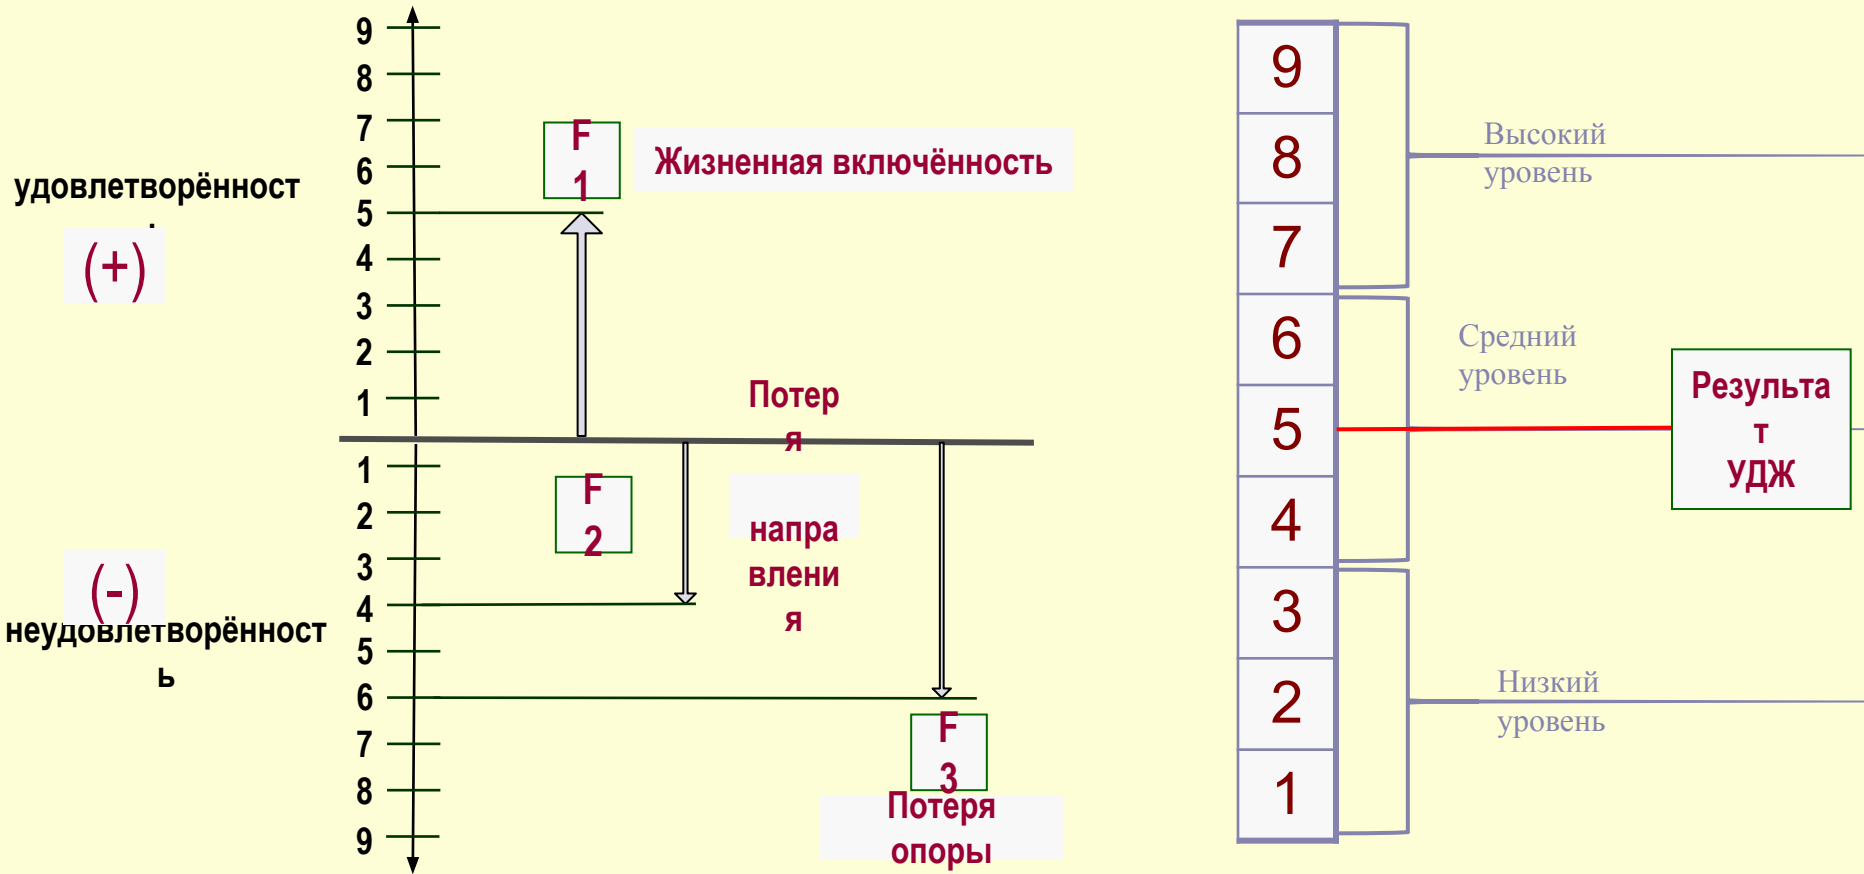 9
8
7
6
5
4
3
2
1
1
2
3
4
5
6
7
8
9
удовлетворённост
(+)
(-)
неудовлетворённост
ь
F
1
Жизненная включённость
F
2
Потер
я
напра
влени
я
F
3
Потеря
опоры
9
8
7
6
5
4
3
2
1
Высокий
уровень
Средний
уровень
Низкий
уровень
Результа
т
УДЖ